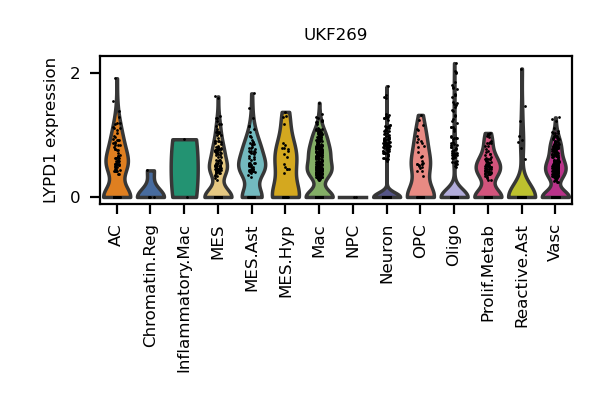 UKF269
LYPD1 expression
2
0
AC
Chromatin.Reg
Inflammatory.Mac
MES
MES.Ast
MES.Hyp
Mac
NPC
Neuron
OPC
Oligo
Prolif.Metab
Reactive.Ast
Vasc